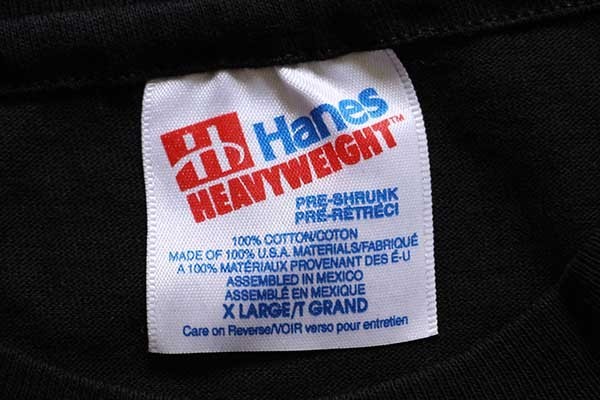 Hanes
HEAVYWEIGHT™
PRE-SHRUNK
PRÉ-RÉTRÉCI
100% COTTON/COTON
MADE OF 100% U.S.A. MATERIALS/FABRIQUÉ
A 100% MATÉRIAUX PROVENANT DES É-U
ASSEMBLED IN MEXICO
ASSEMBLÉ EN MEXIQUE
X LARGE/T GRAND
Care on Reverse/VOIR verso pour entretien